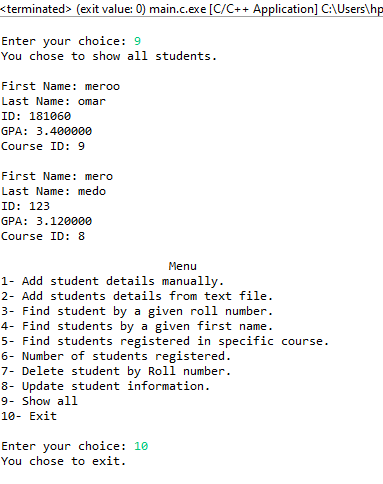 <terminated> (exit value: 0) main.c.exe [C/C++ Application] C:\Users\hp
Enter your choice: 9
You chose to show all students.
First Name: meroo
Last Name: omar
ID: 181060
GPA: 3.400000
Course ID: 9
First Name: mero
Last Name: medo
ID: 123
GPA: 3.120000
Course ID: 8
Menu
1- Add student details manually.
2- Add students details from text file.
3- Find student by a given roll number.
4- Find students by a given first name.
5- Find students registered in specific course.
6- Number of students registered.
7- Delete student by Roll number.
8- Update student information.
9- Show all
10- Exit
Enter your choice: 10
You chose to exit.